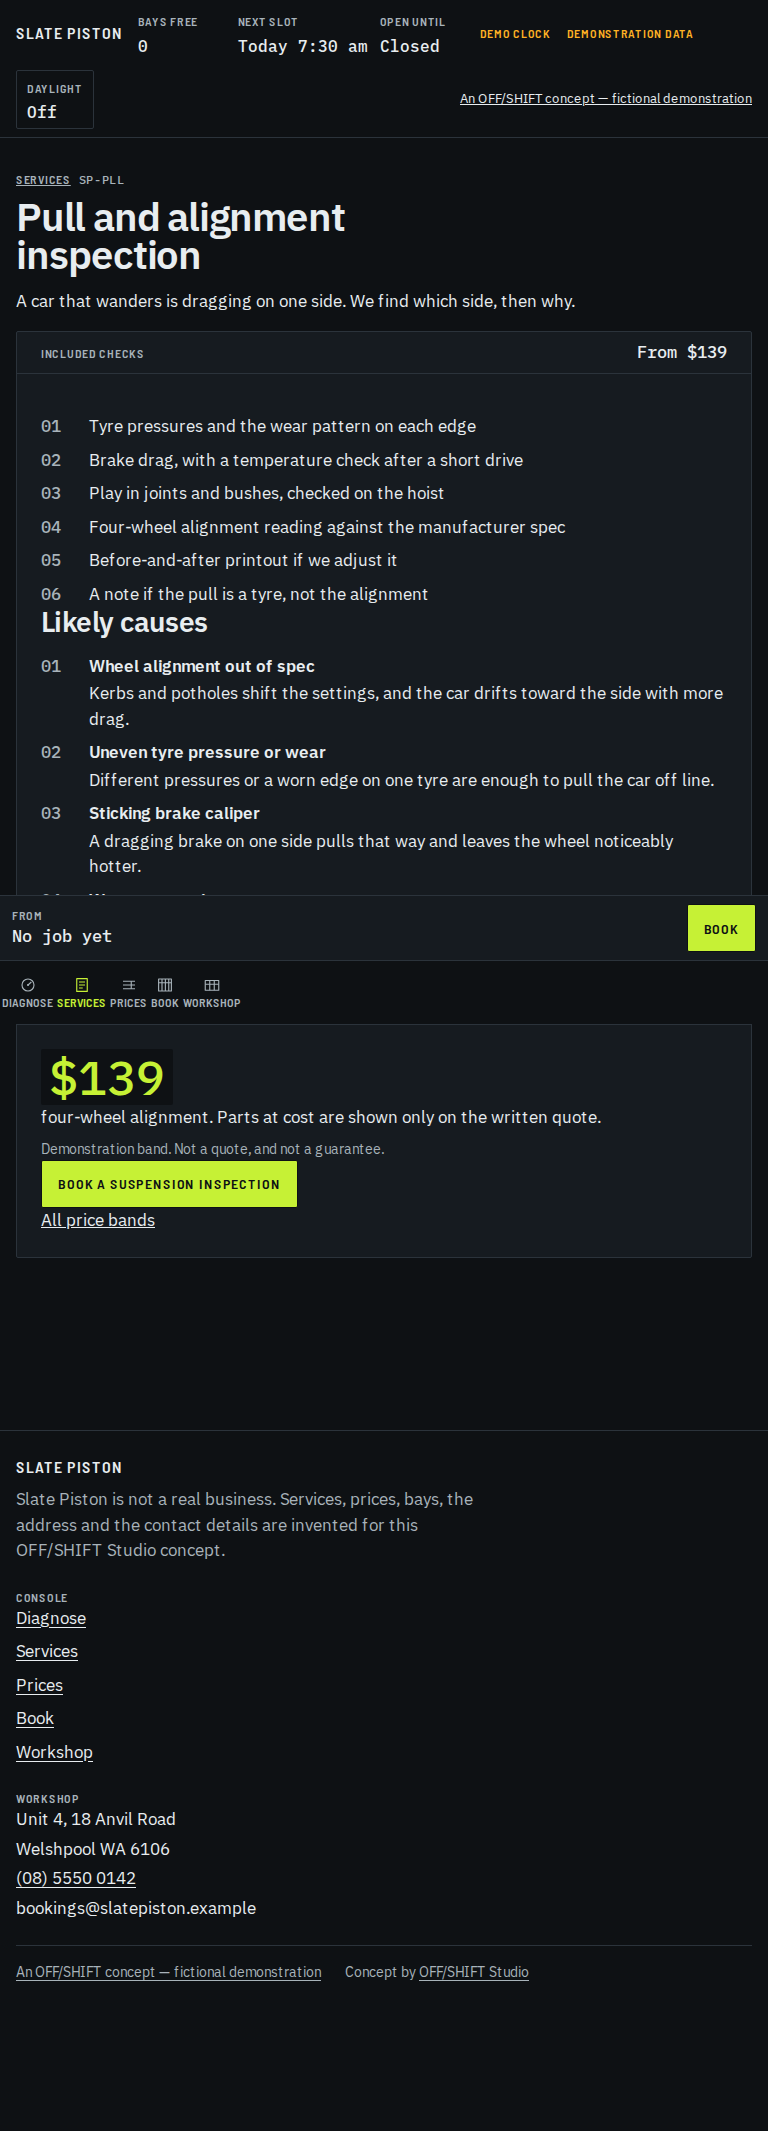 SLATE PISTON
BAYS FREE
0
NEXT SLOT
Today 7:30 am
OPEN UNTIL
Closed
DEMO CLOCK
DEMONSTRATION DATA
DAYLIGHT
Off
An OFF/SHIFT concept — fictional demonstration
SERVICES SP-PLL
Pull and alignment
inspection
A car that wanders is dragging on one side. We find which side, then why.
INCLUDED CHECKS
From $139
01 Tyre pressures and the wear pattern on each edge
02 Brake drag, with a temperature check after a short drive
03 Play in joints and bushes, checked on the hoist
04 Four-wheel alignment reading against the manufacturer spec
05 Before-and-after printout if we adjust it
06 A note if the pull is a tyre, not the alignment
Likely causes
01 Wheel alignment out of spec
Kerbs and potholes shift the settings, and the car drifts toward the side with more
drag.
02 Uneven tyre pressure or wear
Different pressures or a worn edge on one tyre are enough to pull the car off line.
03 Sticking brake caliper
A dragging brake on one side pulls that way and leaves the wheel noticeably
hotter.
FROM
No job yet
BOOK
DIAGNOSE SERVICES PRICES BOOK WORKSHOP
$139
four-wheel alignment. Parts at cost are shown only on the written quote.
Demonstration band. Not a quote, and not a guarantee.
BOOK A SUSPENSION INSPECTION
All price bands
SLATE PISTON
Slate Piston is not a real business. Services, prices, bays, the
address and the contact details are invented for this
OFF/SHIFT Studio concept.
CONSOLE
Diagnose
Services
Prices
Book
Workshop
WORKSHOP
Unit 4, 18 Anvil Road
Welshpool WA 6106
(08) 5550 0142
bookings@slatepiston.example
An OFF/SHIFT concept — fictional demonstration
Concept by OFF/SHIFT Studio